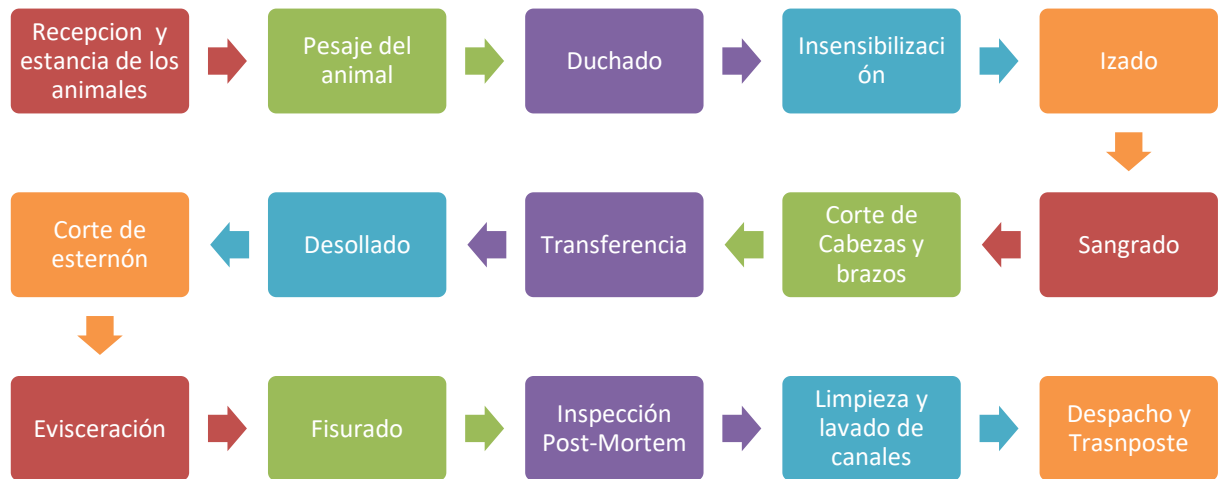 Recepcion y
estancia de los
animales
Pesaje del
animal
Duchado
Insensibilizaci
ón
Izado
Sangrado
Corte de
Cabezas y
brazos
Transferencia
Desollado
Corte de
esternón
Evisceración
Fisurado
Inspección
Post-Mortem
Limpieza y
lavado de
canales
Despacho y
Trasnposte